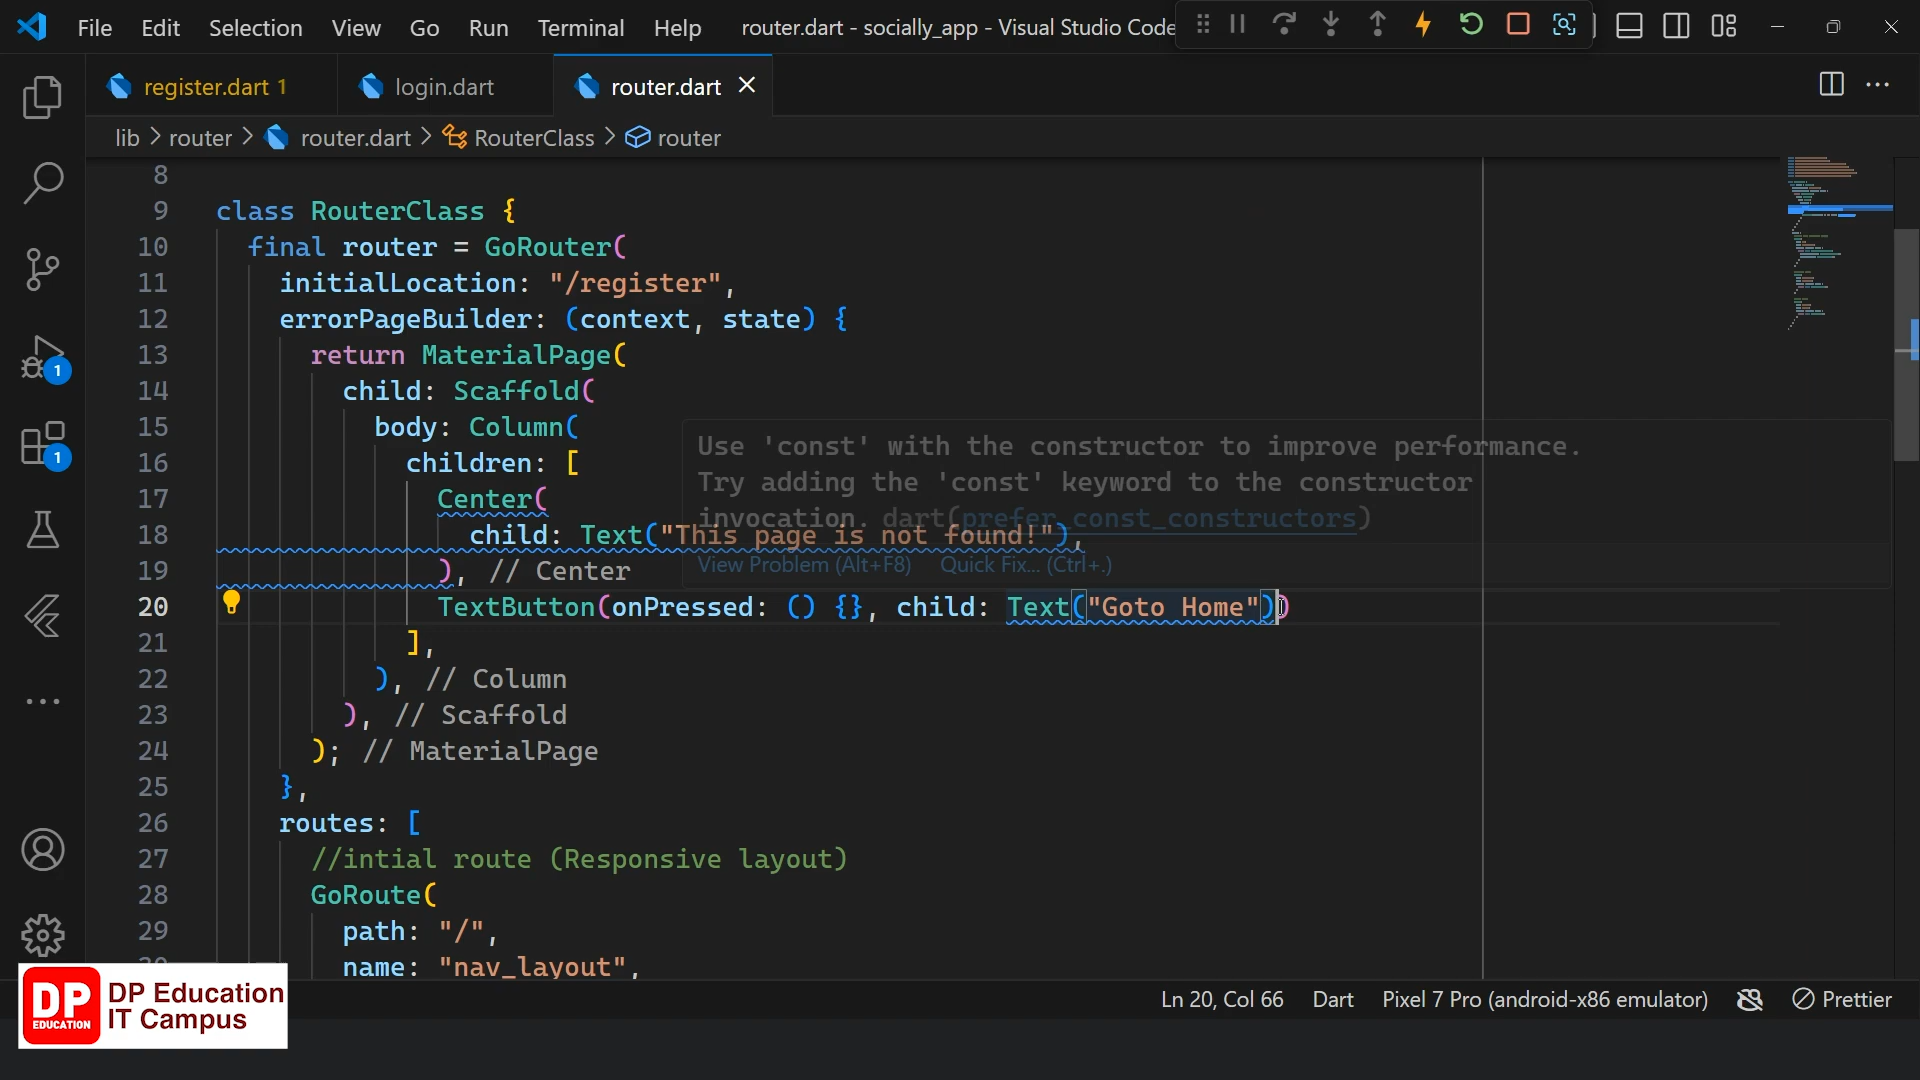 File Edit Selection View Go Run Terminal Help router.dart - socially_app - Visual Studio Code
register.dart 1 login.dart router.dart
lib > router > router.dart > RouterClass > router
8
9 class RouterClass {
10 final router = GoRouter(
11 initialLocation: "/register",
12 errorPageBuilder: (context, state) {
13 return MaterialPage(
14 child: Scaffold(
15 body: Column(
16 children: [
17 Center(
18 child: Text("This page is not found!"),
19 ), // Center
20 TextButton(onPressed: () {}, child: Text("Goto Home"))
21 ],
22 ), // Column
23 ), // Scaffold
24 ); // MaterialPage
25 },
26 routes: [
27 //intial route (Responsive layout)
28 GoRoute(
29 path: "/",
30 name: "nav_layout",
Use 'const' with the constructor to improve performance.
Try adding the 'const' keyword to the constructor
invocation. dart(prefer_const_constructors)
View Problem (Alt+F8) Quick Fix... (Ctrl+.)
1
1
DP EDUCATION
DP Education
IT Campus
Ln 20, Col 66 Dart Pixel 7 Pro (android-x86 emulator) Prettier